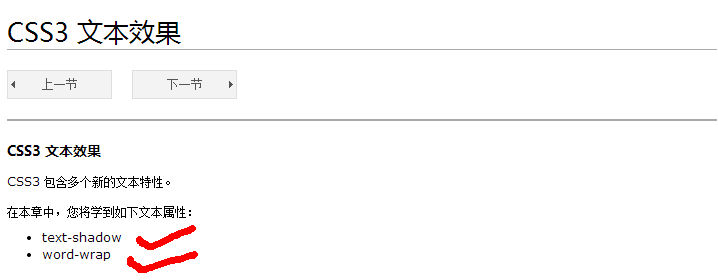 CSS3 文本效果
上一节 下一节
CSS3 文本效果
CSS3 包含多个新的文本特性。
在本章中，您将学到如下文本属性：
text-shadow
word-wrap